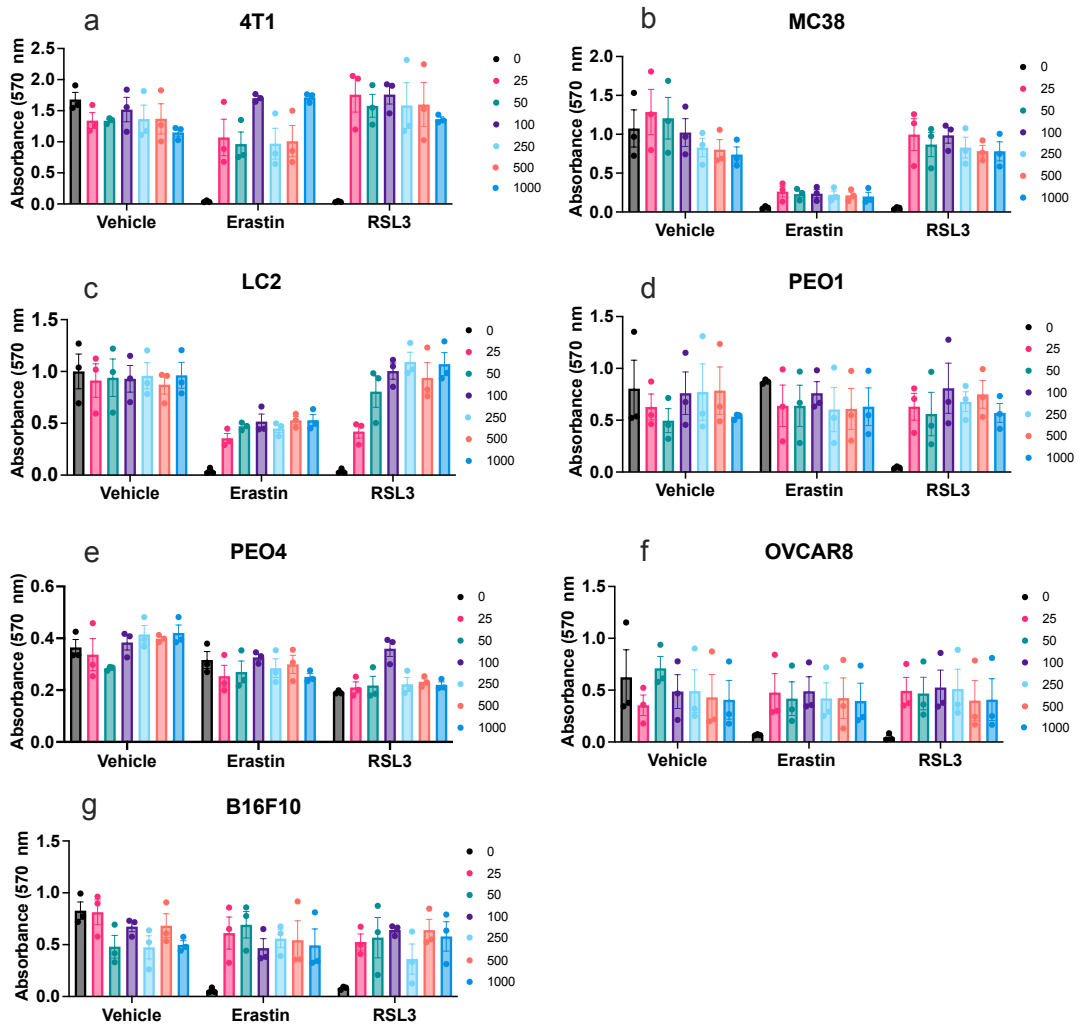 a
4T1
Absorbance (570 nm
2.5
2.0
1.5
1.0
0.5
0.0
Vehicle
Erastin
RSL3
0
25
50
100
250
500
1000
b
MC38
Absorbance (570 nm
2.0
1.5
1.0
0.5
0.0
Vehicle
Erastin
RSL3
0
25
50
100
250
500
1000
c
LC2
Absorbance (570 nm
1.5
1.0
0.5
0.0
Vehicle
Erastin
RSL3
0
25
50
100
250
500
1000
d
PEO1
Absorbance (570 nm
1.5
1.0
0.5
0.0
Vehicle
Erastin
RSL3
0
25
50
100
250
500
1000
e
PEO4
Absorbance (570 nm)
0.6
0.4
0.2
0.0
Vehicle
Erastin
RSL3
0
25
50
100
250
500
1000
f
OVCAR8
Absorbance (570 nm
1.5
1.0
0.5
0.0
Vehicle
Erastin
RSL3
0
25
50
100
250
500
1000
g
B16F10
Absorbance (570 nm
1.5
1.0
0.5
0.0
Vehicle
Erastin
RSL3
0
25
50
100
250
500
1000